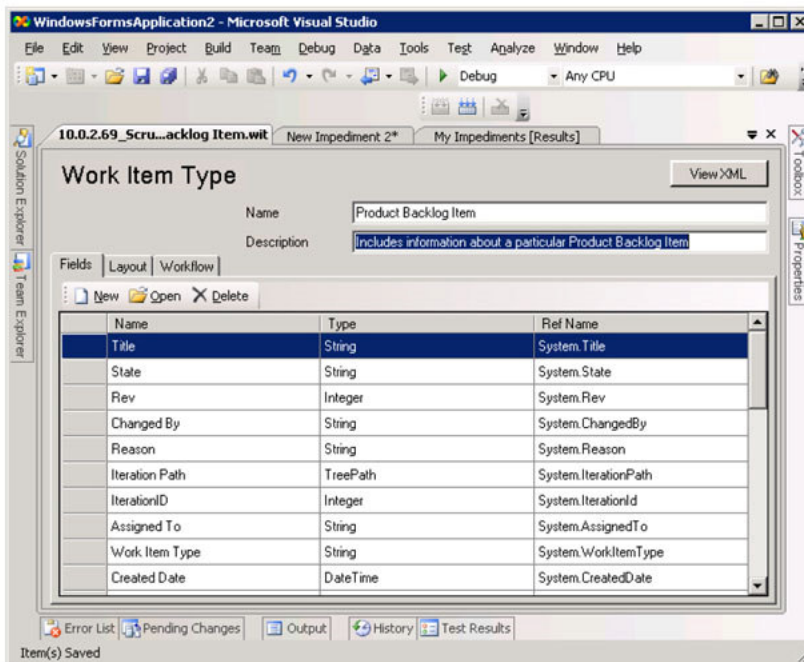 WindowsFormsApplication2 - Microsoft Visual Studio
File Edit View Project Build Team Debug Data Tools Test Analyze Window Help
Debug Any CPU
10.0.2.69_Scru...acklog Item.wit New Impediment 2* My Impediments [Results]
Solution Explorer
Team Explorer
Toolbox
Properties
Work Item Type
View XML
Name Product Backlog Item
Description Includes information about a particular Product Backlog Item
Fields Layout Workflow
New Open Delete
Name Type Ref Name
Title String System.Title
State String System.State
Rev Integer System.Rev
Changed By String System.ChangedBy
Reason String System.Reason
Iteration Path TreePath System.IterationPath
IterationID Integer System.IterationId
Assigned To String System.AssignedTo
Work Item Type String System.WorkItemType
Created Date DateTime System.CreatedDate
Error List Pending Changes Output History Test Results
Item(s) Saved